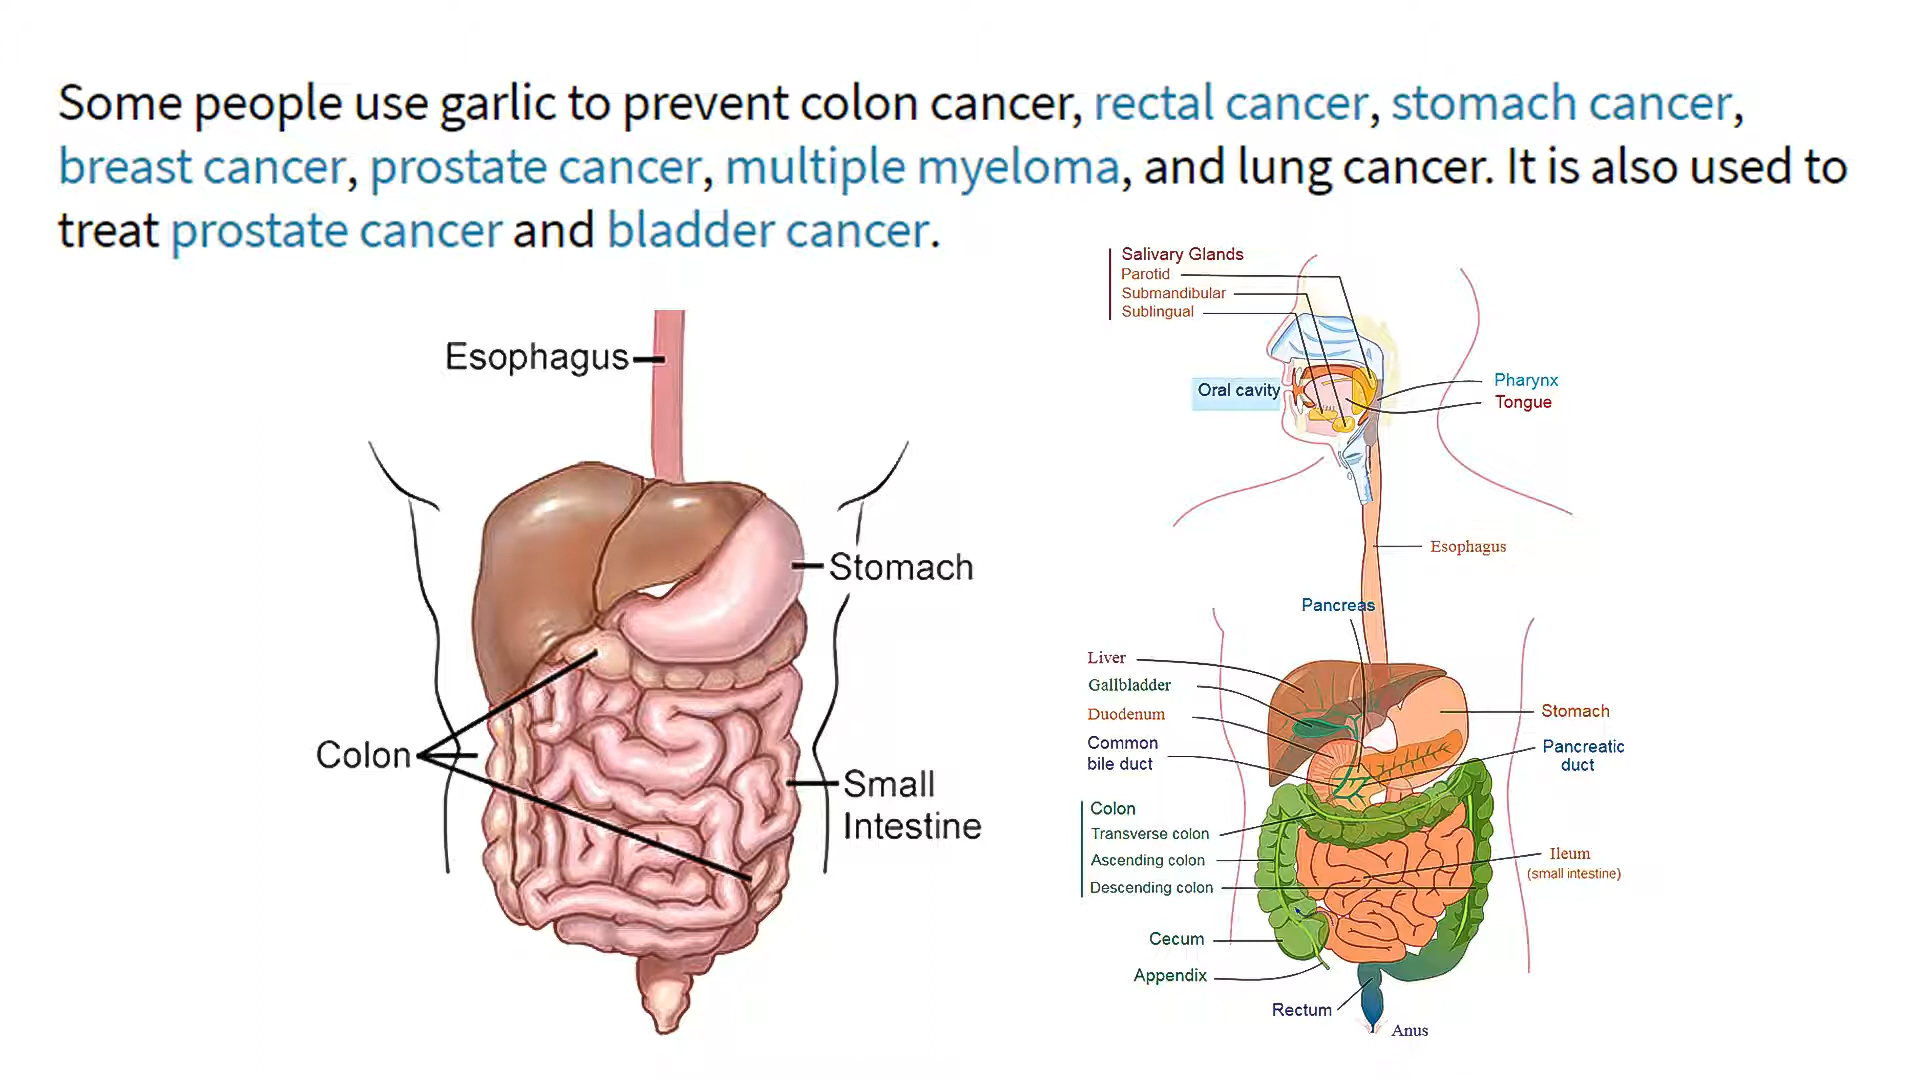 Some people use garlic to prevent colon cancer, rectal cancer, stomach cancer,
breast cancer, prostate cancer, multiple myeloma, and lung cancer. It is also used to
treat prostate cancer and bladder cancer.
Esophagus
Stomach
Colon
Small
Intestine
Salivary Glands
Parotid
Submandibular
Sublingual
Oral cavity
Pharynx
Tongue
Esophagus
Pancreas
Liver
Gallbladder
Duodenum
Common
bile duct
Stomach
Pancreatic
duct
Colon
Transverse colon
Ascending colon
Descending colon
Ileum
(small intestine)
Cecum
Appendix
Rectum
Anus